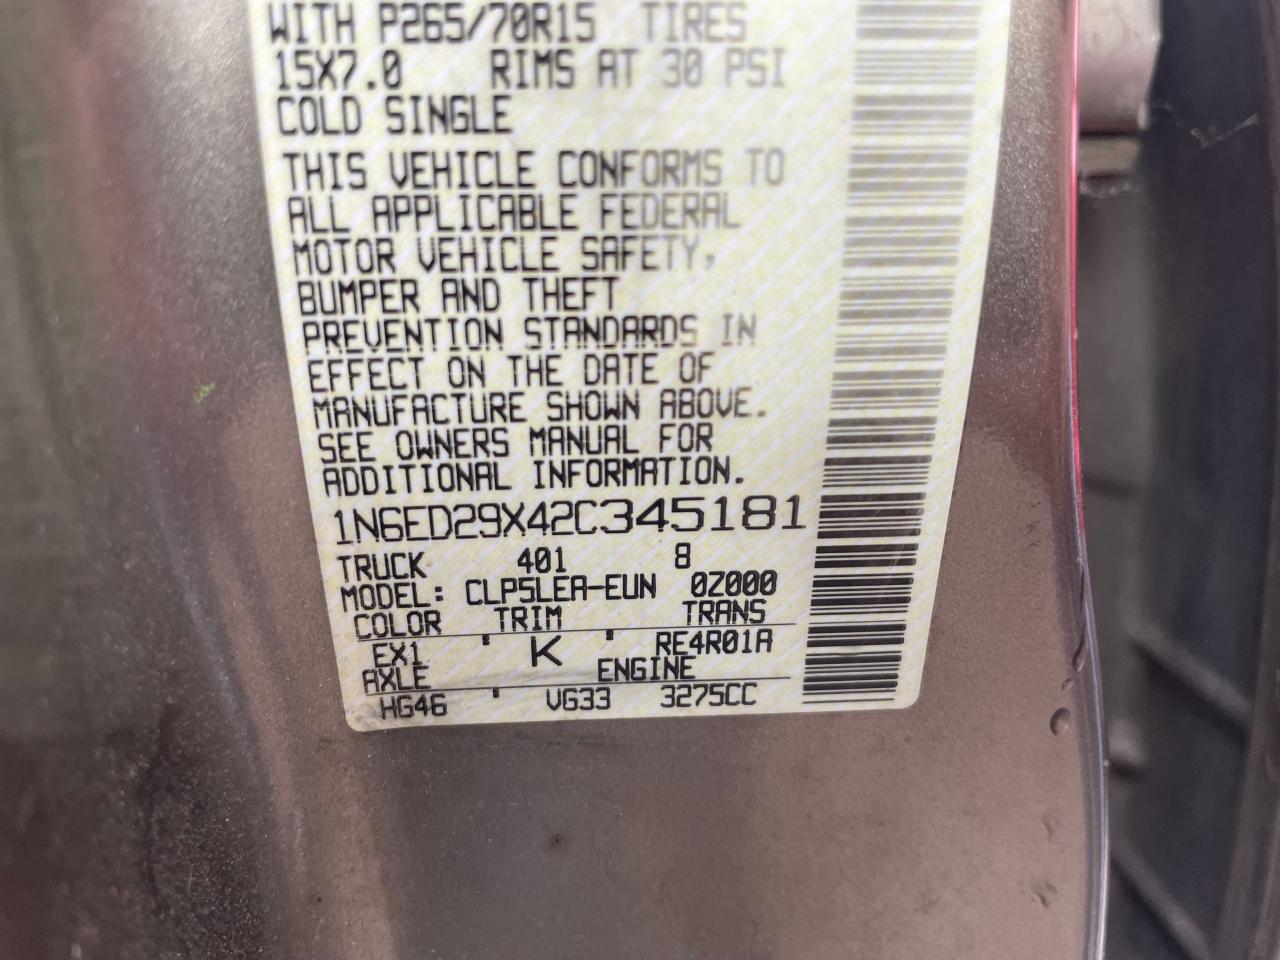 WITH P265/70R15 TIRES
15X7.0 RIMS AT 30 PSI
COLD SINGLE
THIS VEHICLE CONFORMS TO
ALL APPLICABLE FEDERAL
MOTOR VEHICLE SAFETY,
BUMPER AND THEFT
PREVENTION STANDARDS IN
EFFECT ON THE DATE OF
MANUFACTURE SHOWN ABOVE.
SEE OWNERS MANUAL FOR
ADDITIONAL INFORMATION.
1N6ED29X42C345181
TRUCK 401 8
MODEL: CLPSLEA-EUN 0Z000
COLOR TRIM TRANS
EX1 ' K ' RE4R01A
AXLE ENGINE
HG46 ' VG33 3275CC